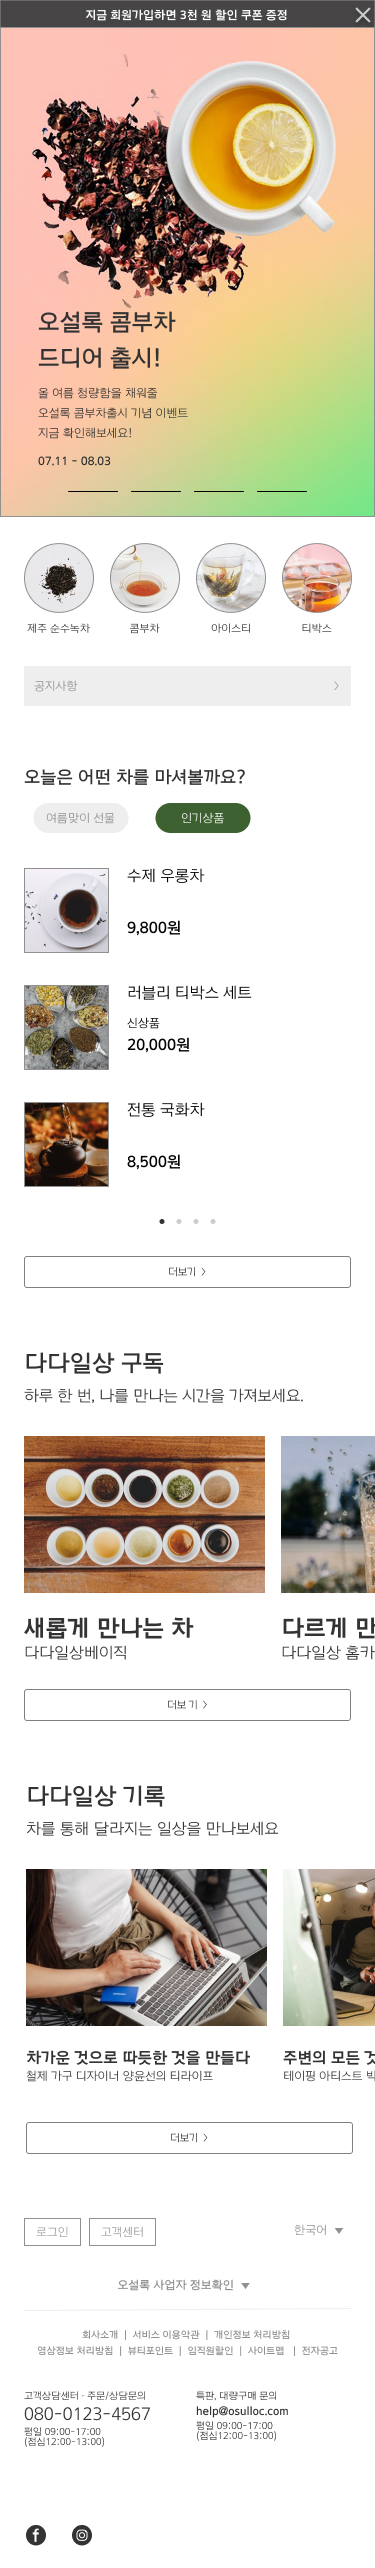 지금 회원가입하면 3천 원 할인 쿠폰 증정
오설록 콤부차
드디어 출시!
올 여름 청량함을 채워줄
오설록 콤부차출시 기념 이벤트
지금 확인해보세요!
07.11 - 08.03
제주 순수녹차
콤부차
아이스티
티박스
공지사항
오늘은 어떤 차를 마셔볼까요?
여름맞이 선물
인기상품
수제 우롱차
9,800원
러블리 티박스 세트
신상품
20,000원
전통 국화차
8,500원
더보기 >
다다일상 구독
하루 한 번, 나를 만나는 시간을 가져보세요.
새롭게 만나는 차
다다일상베이직
다르게 만
다다일상 홈카
더보기 >
다다일상 기록
차를 통해 달라지는 일상을 만나보세요
차가운 것으로 따듯한 것을 만들다
철제 가구 디자이너 양윤선의 티라이프
주변의 모든 것
테이핑 아티스트 박
더보기 >
로그인
고객센터
한국어 ▼
오설록 사업자 정보확인 ▼
회사소개 | 서비스 이용약관 | 개인정보 처리방침
영상정보 처리방침 | 뷰티포인트 | 임직원할인 | 사이트맵 | 전자공고
고객상담센터 · 주문/상담문의
080-0123-4567
평일 09:00-17:00
(점심12:00-13:00)
특판, 대량구매 문의
help@osulloc.com
평일 09:00-17:00
(점심12:00-13:00)